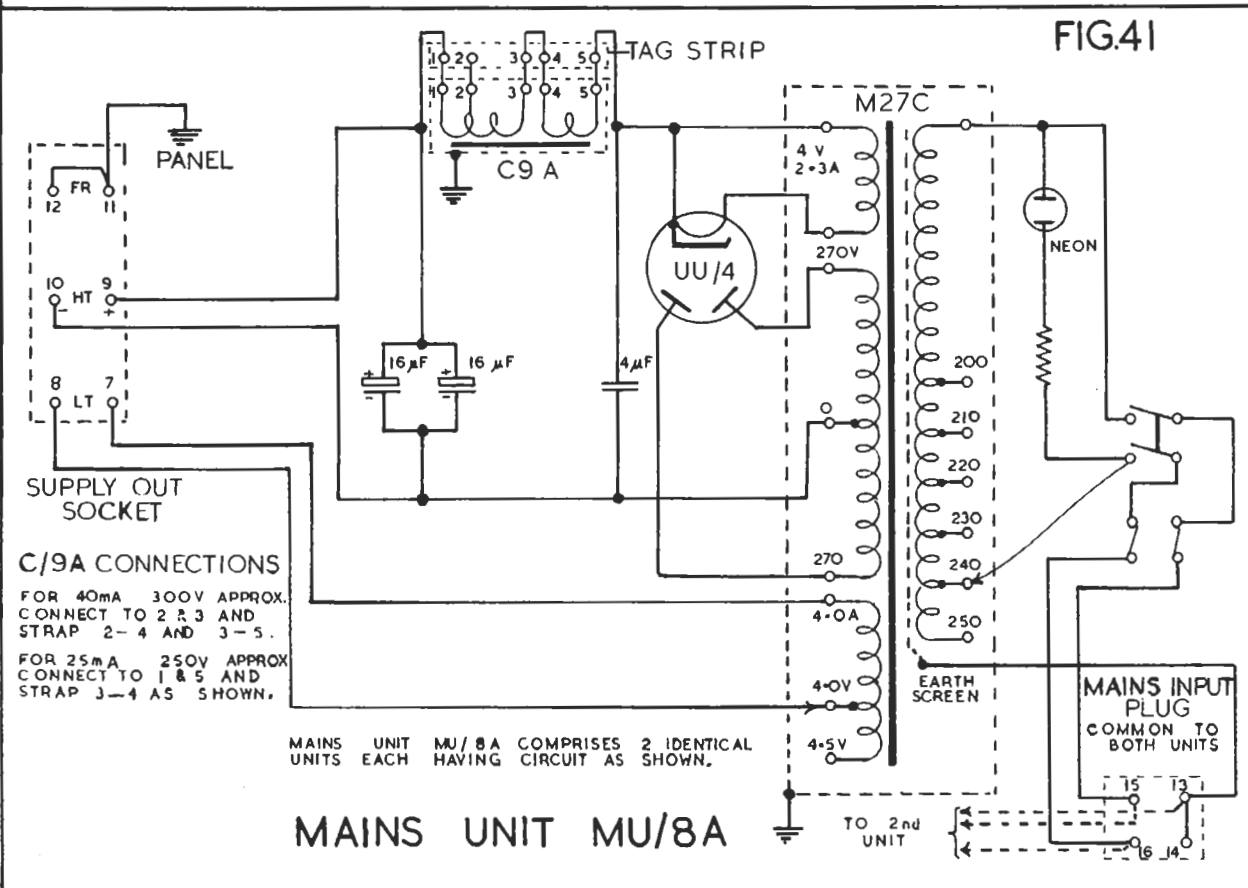 FIG.41
TAG STRIP
1 2 3 4 5
1 2 3 4 5
C9A
M27C
PANEL
FR
12 11
10 HT 9
- +
8 7
LT
SUPPLY OUT
SOCKET
16 µF
+
-
16 µF
+
-
4 µF
UU/4
4 V
2·3A
270V
0
270
4·0A
4·0V
4·5V
NEON
200
210
220
230
240
250
EARTH
SCREEN
C/9A CONNECTIONS
FOR 40mA 300V APPROX.
CONNECT TO 2 & 3 AND
STRAP 2-4 AND 3-5.
FOR 25mA 250V APPROX
CONNECT TO 1 & 5 AND
STRAP 3-4 AS SHOWN.
MAINS UNIT MU/8A COMPRISES 2 IDENTICAL
UNITS EACH HAVING CIRCUIT AS SHOWN.
MAINS UNIT MU/8A
MAINS INPUT
PLUG
COMMON TO
BOTH UNITS
15 13
16 14
TO 2nd
UNIT